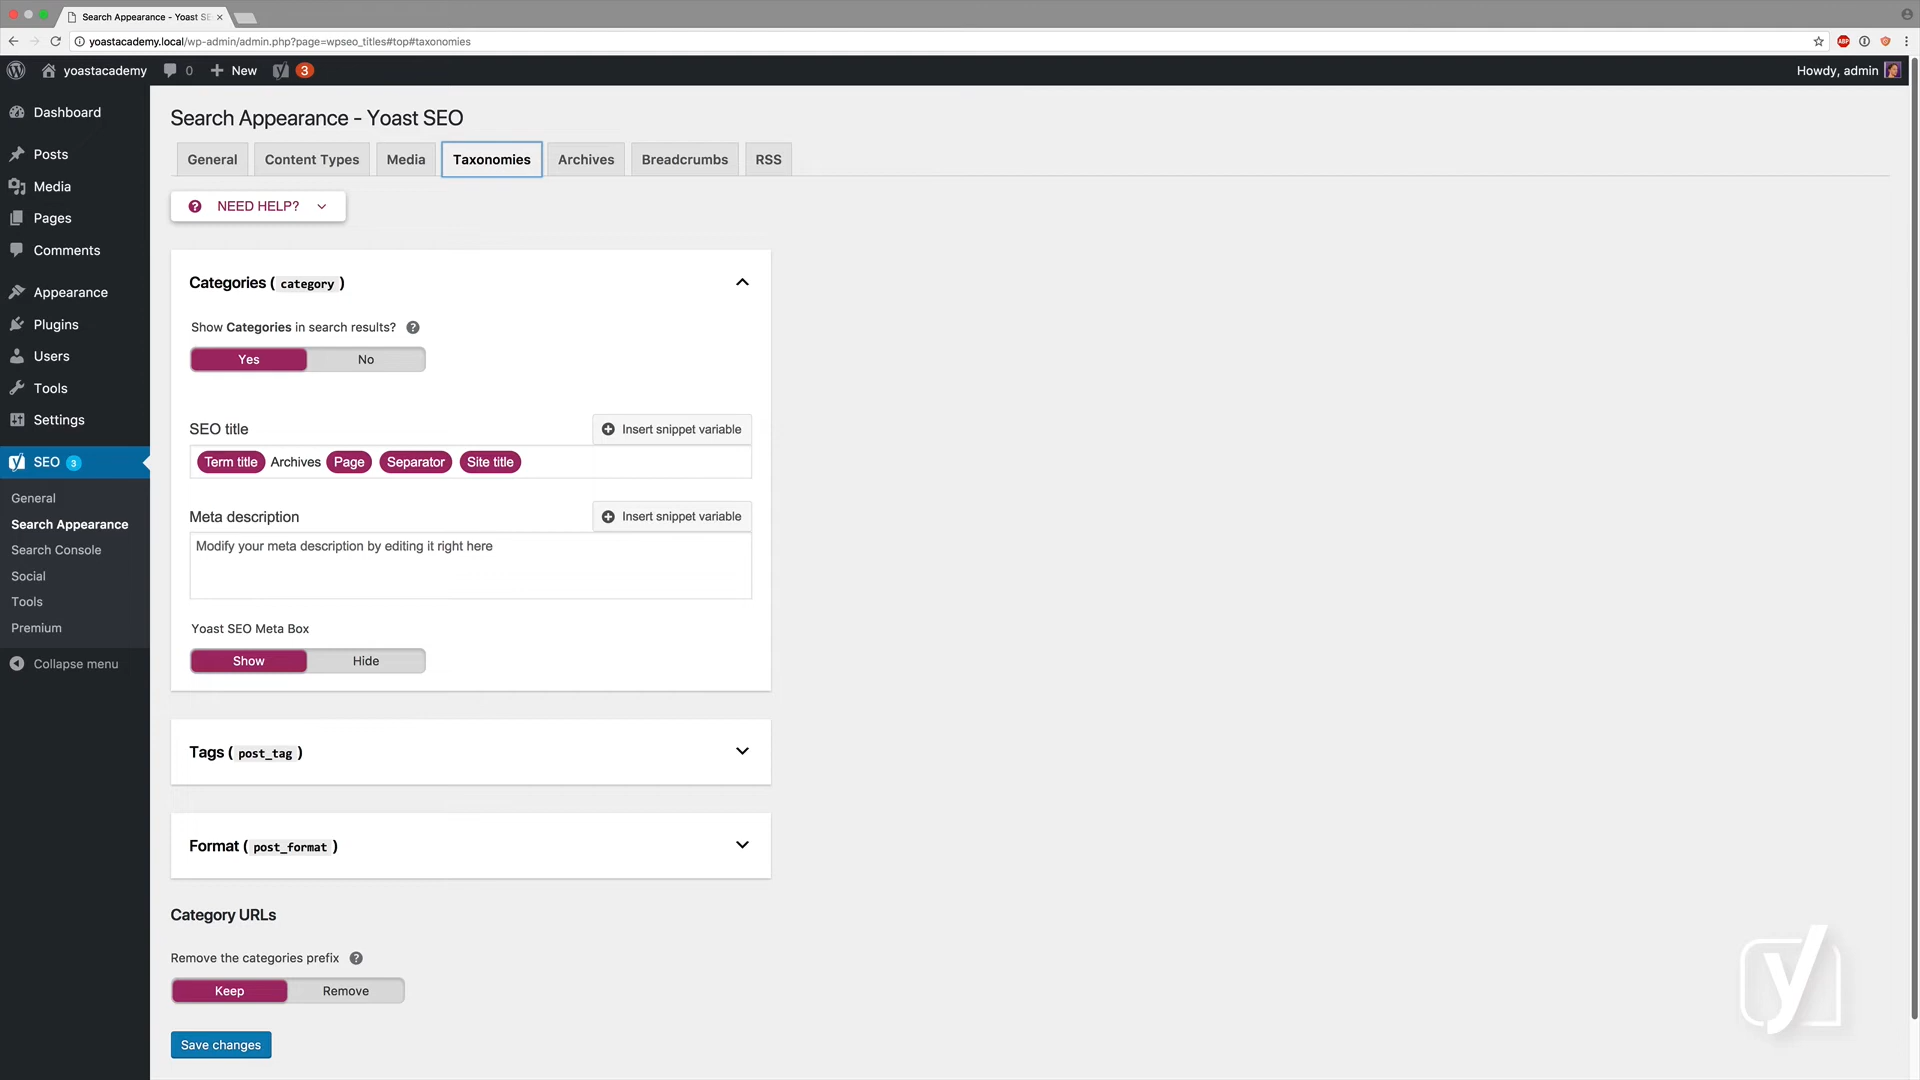 Search Appearance - Yoast SE
yoastacademy.local/wp-admin/admin.php?page=wpseo_titles#top#taxonomies
ABP
yoastacademy
0
New
3
Howdy, admin
Dashboard
Posts
Media
Pages
Comments
Appearance
Plugins
Users
Tools
Settings
SEO 3
General
Search Appearance
Search Console
Social
Tools
Premium
Collapse menu
Search Appearance - Yoast SEO
General
Content Types
Media
Taxonomies
Archives
Breadcrumbs
RSS
NEED HELP?
Categories ( category )
Show Categories in search results?
Yes
No
SEO title
Insert snippet variable
Term title Archives Page Separator Site title
Meta description
Insert snippet variable
Modify your meta description by editing it right here
Yoast SEO Meta Box
Show
Hide
Tags ( post_tag )
Format ( post_format )
Category URLs
Remove the categories prefix
Keep
Remove
Save changes
y